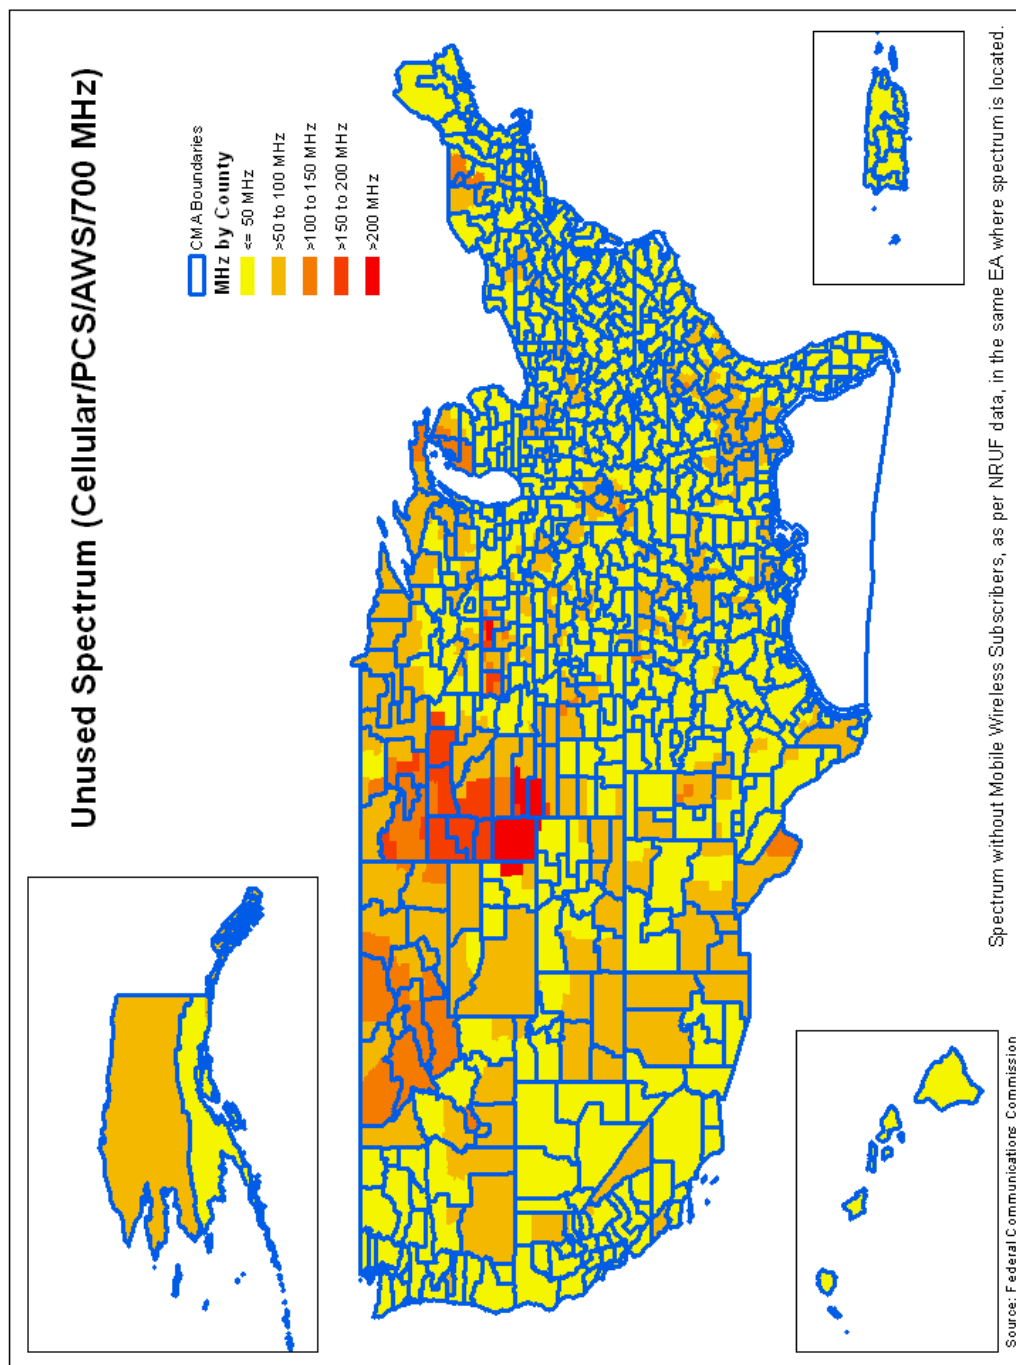 Unused Spectrum (Cellular/PCS/AWS/700 MHz)
CMA Boundaries
MHz by County
<= 50 MHz
>50 to 100 MHz
>100 to 150 MHz
>150 to 200 MHz
>200 MHz
Spectrum without Mobile Wireless Subscribers, as per NRUF data, in the same EA where spectrum is located.
Source: Federal Communications Commission